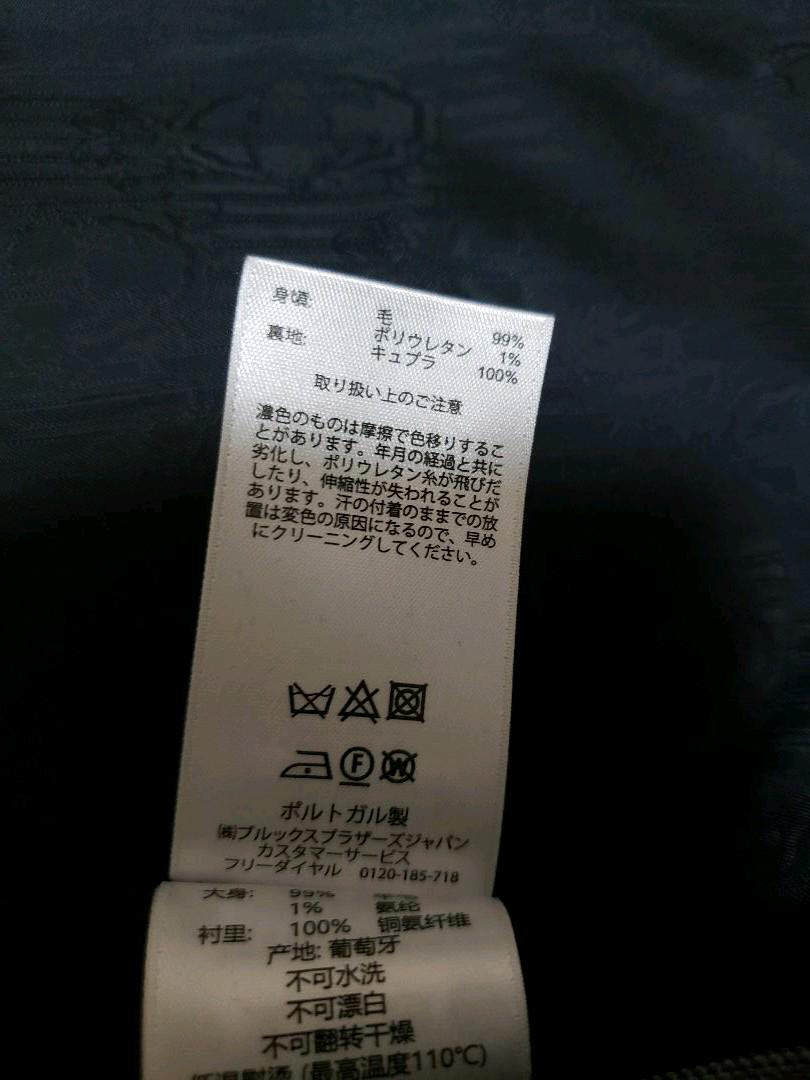 身頃: 毛 99%
ポリウレタン 1%
裏地: キュプラ 100%
取り扱い上のご注意
濃色のものは摩擦で色移りするこ
とがあります。年月の経過と共に
劣化し、ポリウレタン糸が飛びだ
したり、伸縮性が失われることが
あります。汗の付着のままでの放
置は変色の原因になるので、早め
にクリーニングしてください。
F W
ポルトガル製
㈱ブルックスブラザーズジャパン
カスタマーサービス
フリーダイヤル 0120-185-718
大身: 99%
1% 氨纶
衬里: 100% 铜氨纤维
产地: 葡萄牙
不可水洗
不可漂白
不可翻转干燥
低温熨烫 (最高温度110℃)